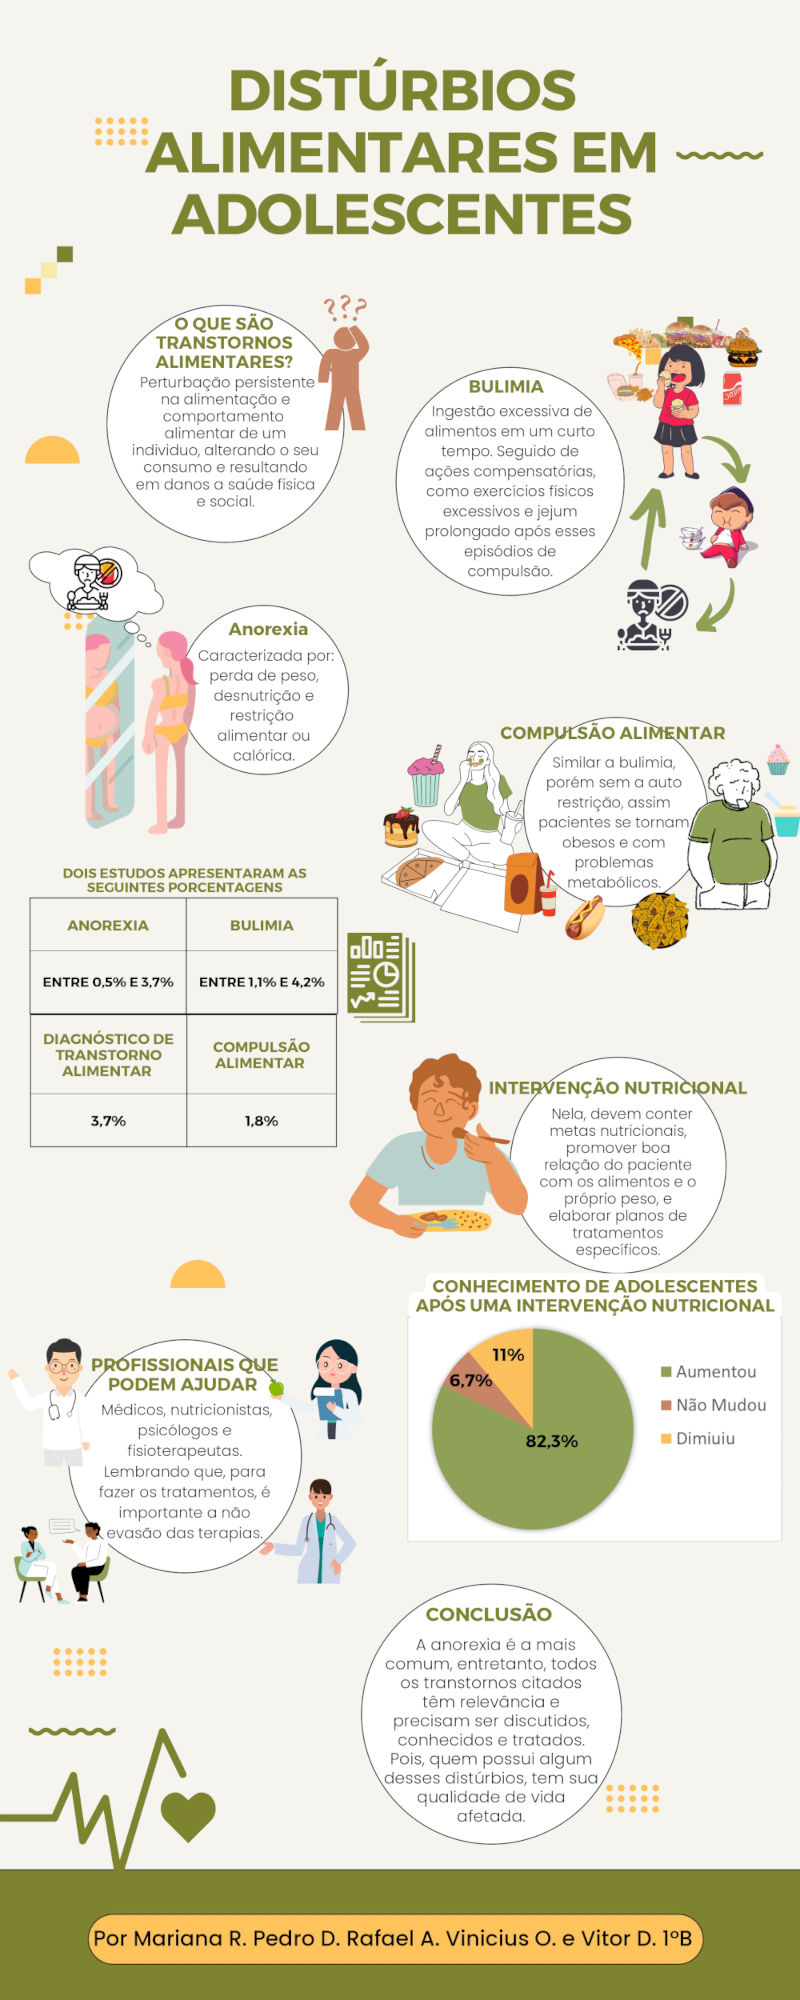 DISTÚRBIOS
ALIMENTARES EM
ADOLESCENTES
???
O QUE SÃO
TRANSTORNOS
ALIMENTARES?
Perturbação persistente
na alimentação e
comportamento
alimentar de um
individuo, alterando o seu
consumo e resultando
em danos a saúde física
e social.
BULIMIA
Ingestão excessiva de
alimentos em um curto
tempo. Seguido de
ações compensatórias,
como exercícios físicos
excessivos e jejum
prolongado após esses
episódios de
compulsão.
Anorexia
Caracterizada por:
perda de peso,
desnutrição e
restrição
alimentar ou
calórica.
COMPULSÃO ALIMENTAR
Similar a bulimia,
porém sem a auto
restrição, assim
pacientes se tornam
obesos e com
problemas
metabólicos.
DOIS ESTUDOS APRESENTARAM AS
SEGUINTES PORCENTAGENS
ANOREXIA
BULIMIA
ENTRE 0,5% E 3,7%
ENTRE 1,1% E 4,2%
DIAGNÓSTICO DE
TRANSTORNO
ALIMENTAR
COMPULSÃO
ALIMENTAR
3,7%
1,8%
INTERVENÇÃO NUTRICIONAL
Nela, devem conter
metas nutricionais,
promover boa
relação do paciente
com os alimentos e o
próprio peso, e
elaborar planos de
tratamentos
específicos.
CONHECIMENTO DE ADOLESCENTES
APÓS UMA INTERVENÇÃO NUTRICIONAL
11%
6,7%
82,3%
Aumentou
Não Mudou
Dimiuiu
PROFISSIONAIS QUE
PODEM AJUDAR
Médicos, nutricionistas,
psicólogos e
fisioterapeutas.
Lembrando que, para
fazer os tratamentos, é
importante a não
evasão das terapias.
CONCLUSÃO
A anorexia é a mais
comum, entretanto, todos
os transtornos citados
têm relevância e
precisam ser discutidos,
conhecidos e tratados.
Pois, quem possui algum
desses distúrbios, tem sua
qualidade de vida
afetada.
Por Mariana R. Pedro D. Rafael A. Vinicius O. e Vitor D. 1ºB